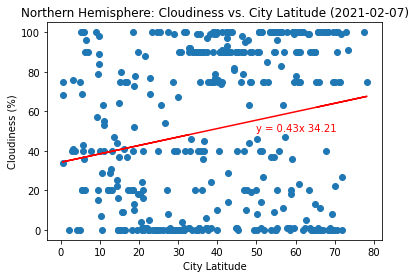 Northern Hemisphere: Cloudiness vs. City Latitude (2021-02-07)
100
80
60
40
20
0
Cloudiness (%)
y = 0.43x 34.21
0 10 20 30 40 50 60 70 80
City Latitude